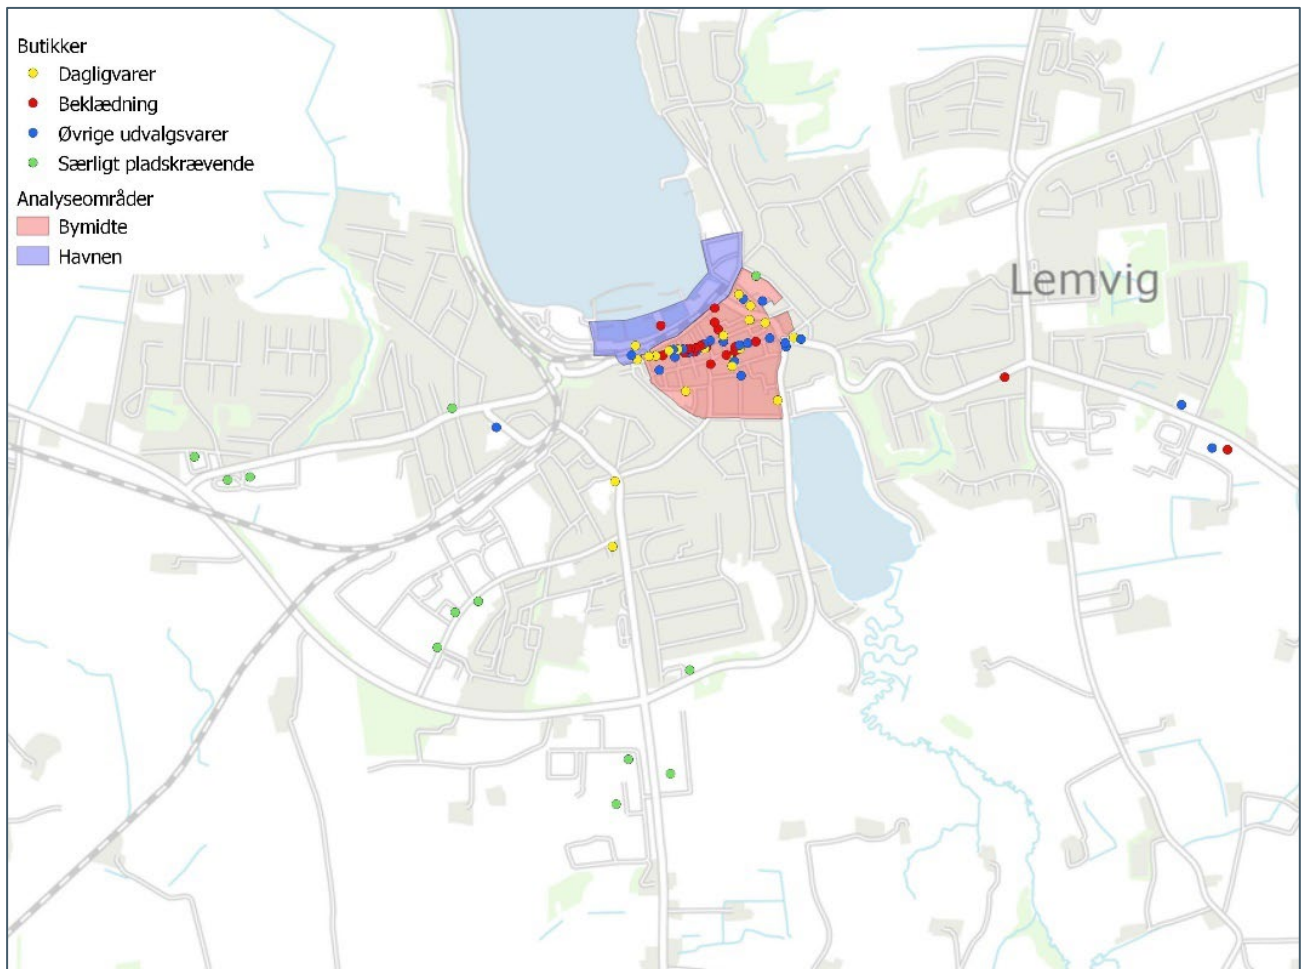 Butikker
Dagligvarer
Beklædning
Øvrige udvalgsvarer
Særligt pladskrævende
Analyseområder
Bymidte
Havnen
Lemvig